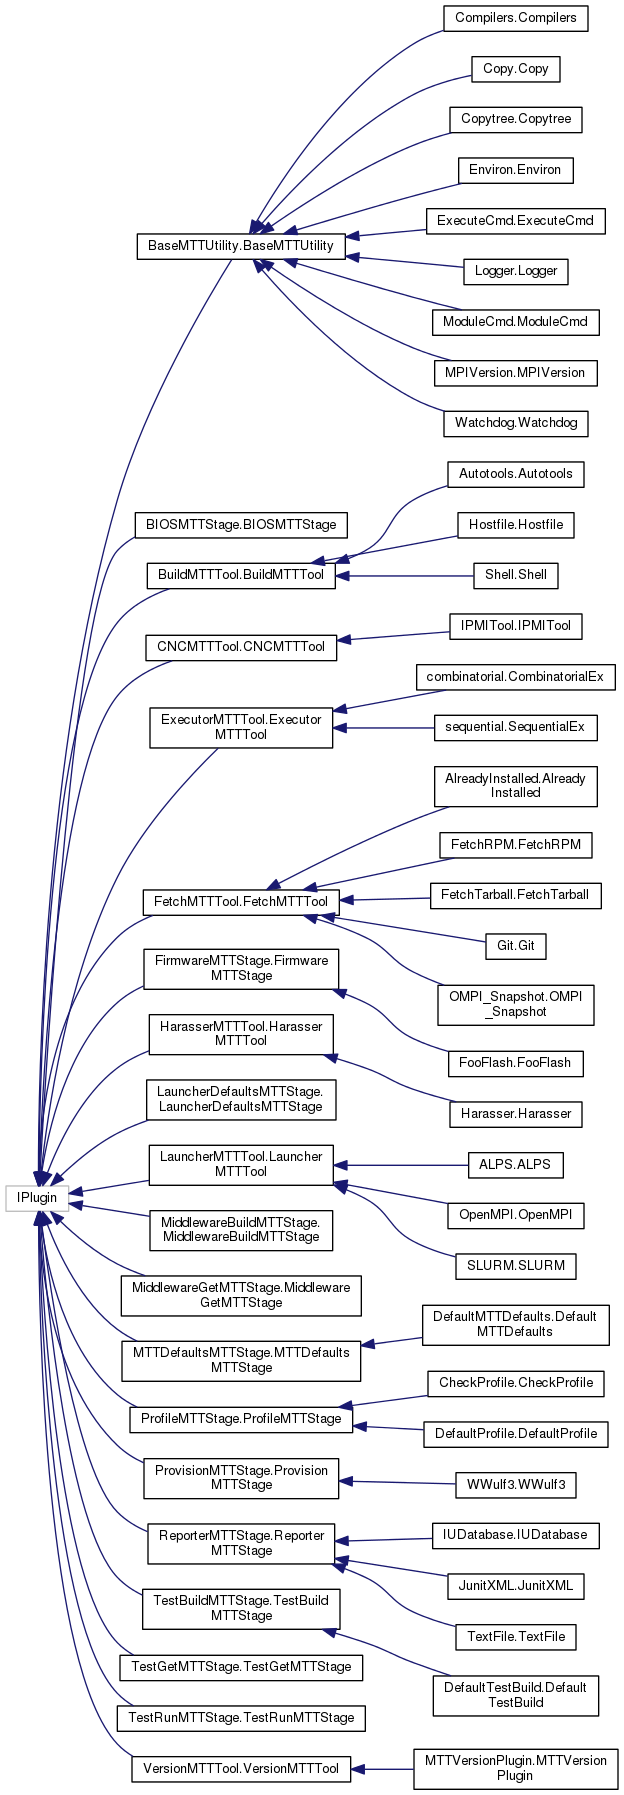 Compilers.Compilers
Copy.Copy
Copytree.Copytree
Environ.Environ
ExecuteCmd.ExecuteCmd
BaseMTTUtility.BaseMTTUtility
Logger.Logger
ModuleCmd.ModuleCmd
MPIVersion.MPIVersion
Watchdog.Watchdog
Autotools.Autotools
BIOSMTTStage.BIOSMTTStage
Hostfile.Hostfile
BuildMTTTool.BuildMTTTool
Shell.Shell
IPMITool.IPMITool
CNCMTTTool.CNCMTTTool
combinatorial.CombinatorialEx
ExecutorMTTTool.Executor
MTTTool
sequential.SequentialEx
AlreadyInstalled.Already
Installed
FetchRPM.FetchRPM
FetchMTTTool.FetchMTTTool
FetchTarball.FetchTarball
Git.Git
FirmwareMTTStage.Firmware
MTTStage
OMPI_Snapshot.OMPI
_Snapshot
HarasserMTTTool.Harasser
MTTTool
FooFlash.FooFlash
LauncherDefaultsMTTStage.
LauncherDefaultsMTTStage
Harasser.Harasser
LauncherMTTTool.Launcher
MTTTool
ALPS.ALPS
IPlugin
OpenMPI.OpenMPI
MiddlewareBuildMTTStage.
MiddlewareBuildMTTStage
SLURM.SLURM
MiddlewareGetMTTStage.Middleware
GetMTTStage
DefaultMTTDefaults.Default
MTTDefaults
MTTDefaultsMTTStage.MTTDefaults
MTTStage
CheckProfile.CheckProfile
ProfileMTTStage.ProfileMTTStage
DefaultProfile.DefaultProfile
ProvisionMTTStage.Provision
MTTStage
WWulf3.WWulf3
ReporterMTTStage.Reporter
MTTStage
IUDatabase.IUDatabase
JunitXML.JunitXML
TestBuildMTTStage.TestBuild
MTTStage
TextFile.TextFile
TestGetMTTStage.TestGetMTTStage
DefaultTestBuild.Default
TestBuild
TestRunMTTStage.TestRunMTTStage
VersionMTTTool.VersionMTTTool
MTTVersionPlugin.MTTVersion
Plugin